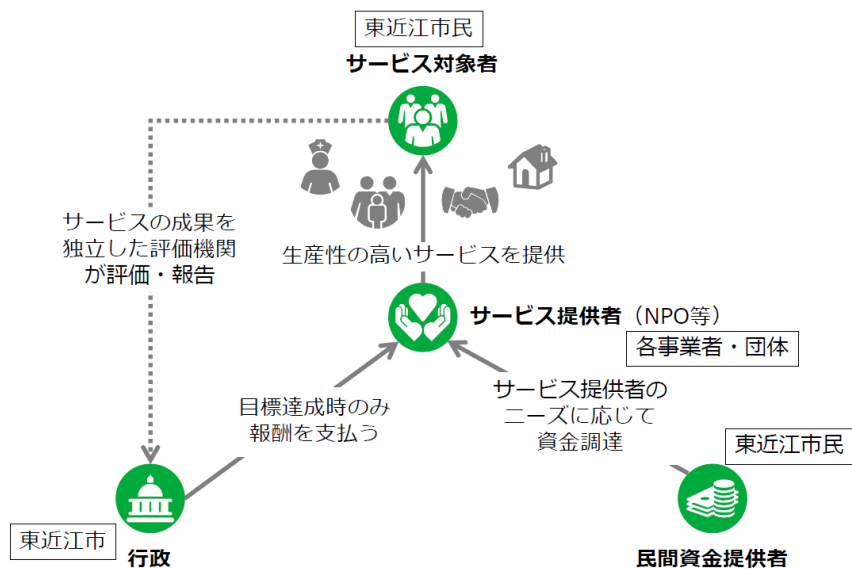 東近江市民
サービス対象者
サービスの成果を
独立した評価機関
が評価・報告
生産性の高いサービスを提供
サービス提供者（NPO等）
各事業者・団体
目標達成時のみ
報酬を支払う
サービス提供者の
ニーズに応じて
資金調達
東近江市民
東近江市
行政
民間資金提供者